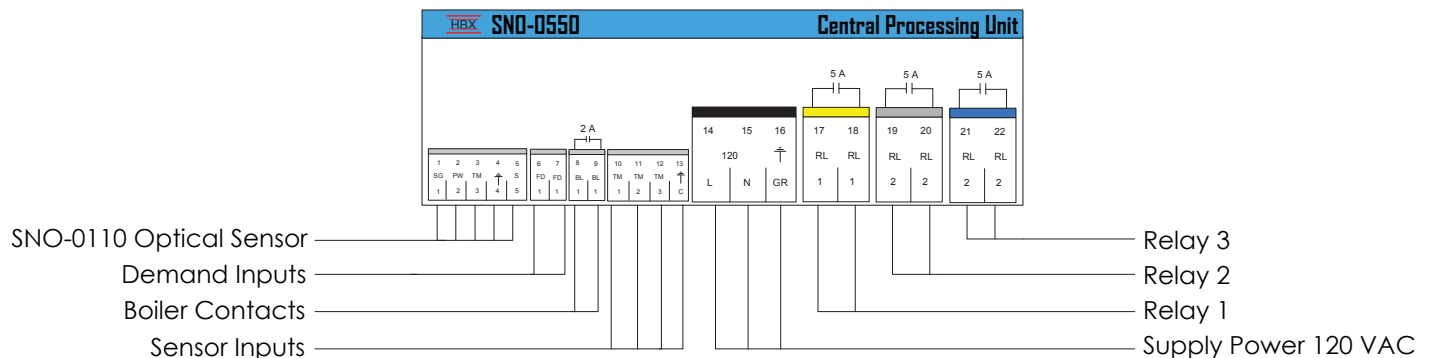 HBX SNO-0550 Central Processing Unit
5 A 5 A 5 A
2 A
14 15 16 17 18 19 20 21 22
120 RL RL RL RL RL RL
L N GR 1 1 2 2 2 2
1 2 3 4 5 6 7 8 9 10 11 12 13
SG PW TM S FD FD BL BL TM TM TM
1 2 3 4 5 1 1 1 1 1 2 3 C
SNO-0110 Optical Sensor
Demand Inputs
Boiler Contacts
Sensor Inputs
Relay 3
Relay 2
Relay 1
Supply Power 120 VAC